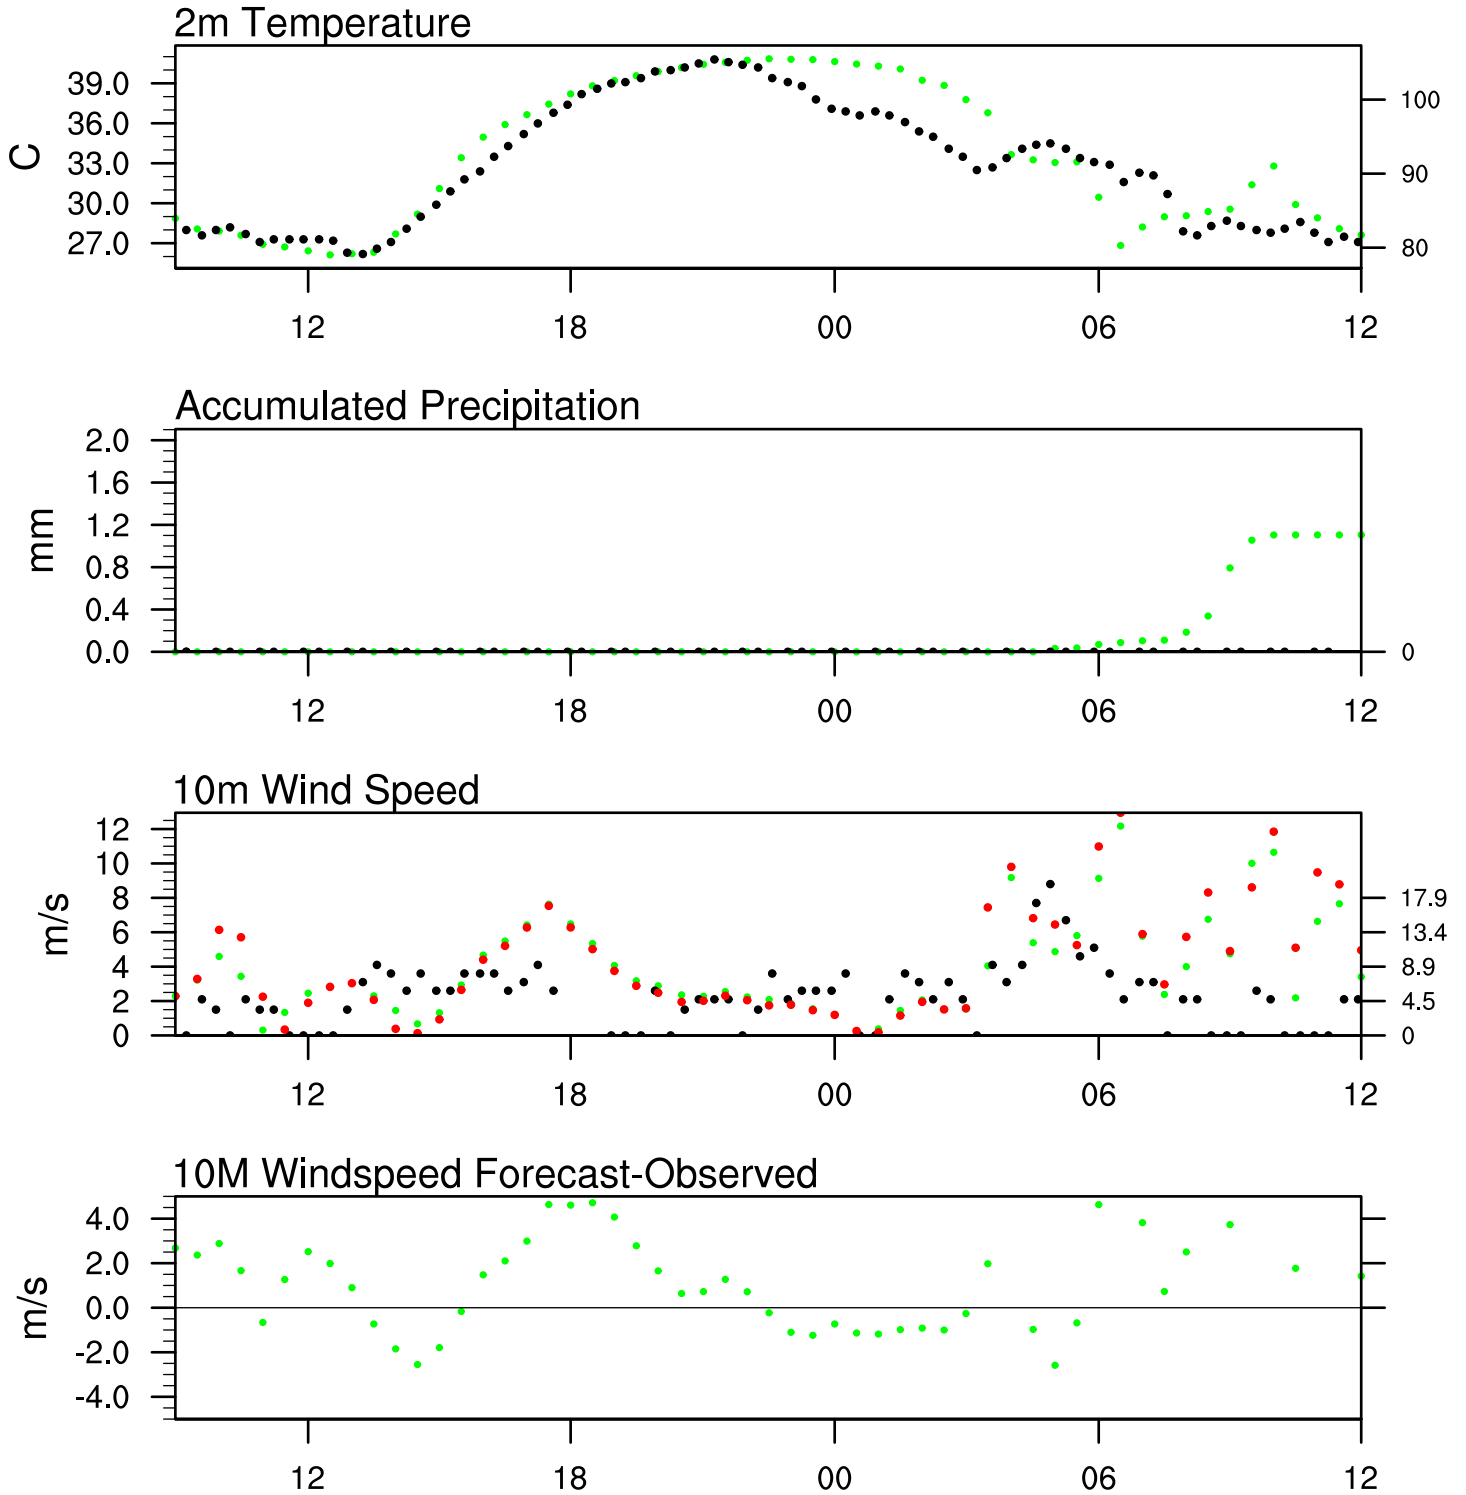 2m Temperature
39.0
36.0
33.0
30.0
27.0
C
100
90
80
12 18 00 06 12
Accumulated Precipitation
2.0
1.6
1.2
0.8
0.4
0.0
mm
0
12 18 00 06 12
10m Wind Speed
12
10
8
6
4
2
0
m/s
17.9
13.4
8.9
4.5
0
12 18 00 06 12
10M Windspeed Forecast-Observed
4.0
2.0
0.0
-2.0
-4.0
m/s
12 18 00 06 12